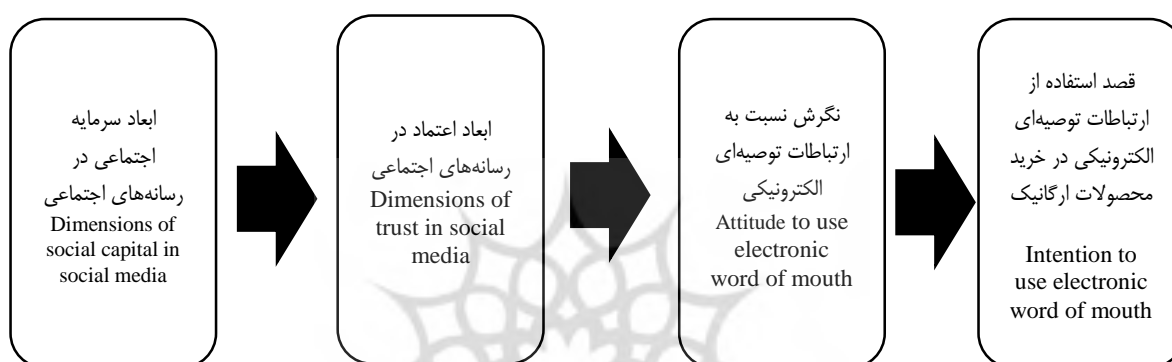 ابعاد سرمایه
اجتماعی در
رسانه‌های اجتماعی
Dimensions of
social capital in
social media
ابعاد اعتماد در
رسانه‌های اجتماعی
Dimensions of
trust in social
media
نگرش نسبت به
ارتباطات توصیه‌ای
الکترونیکی
Attitude to use
electronic
word of mouth
قصد استفاده از
ارتباطات توصیه‌ای
الکترونیکی در خرید
محصولات ارگانیک
Intention to
use electronic
word of mouth